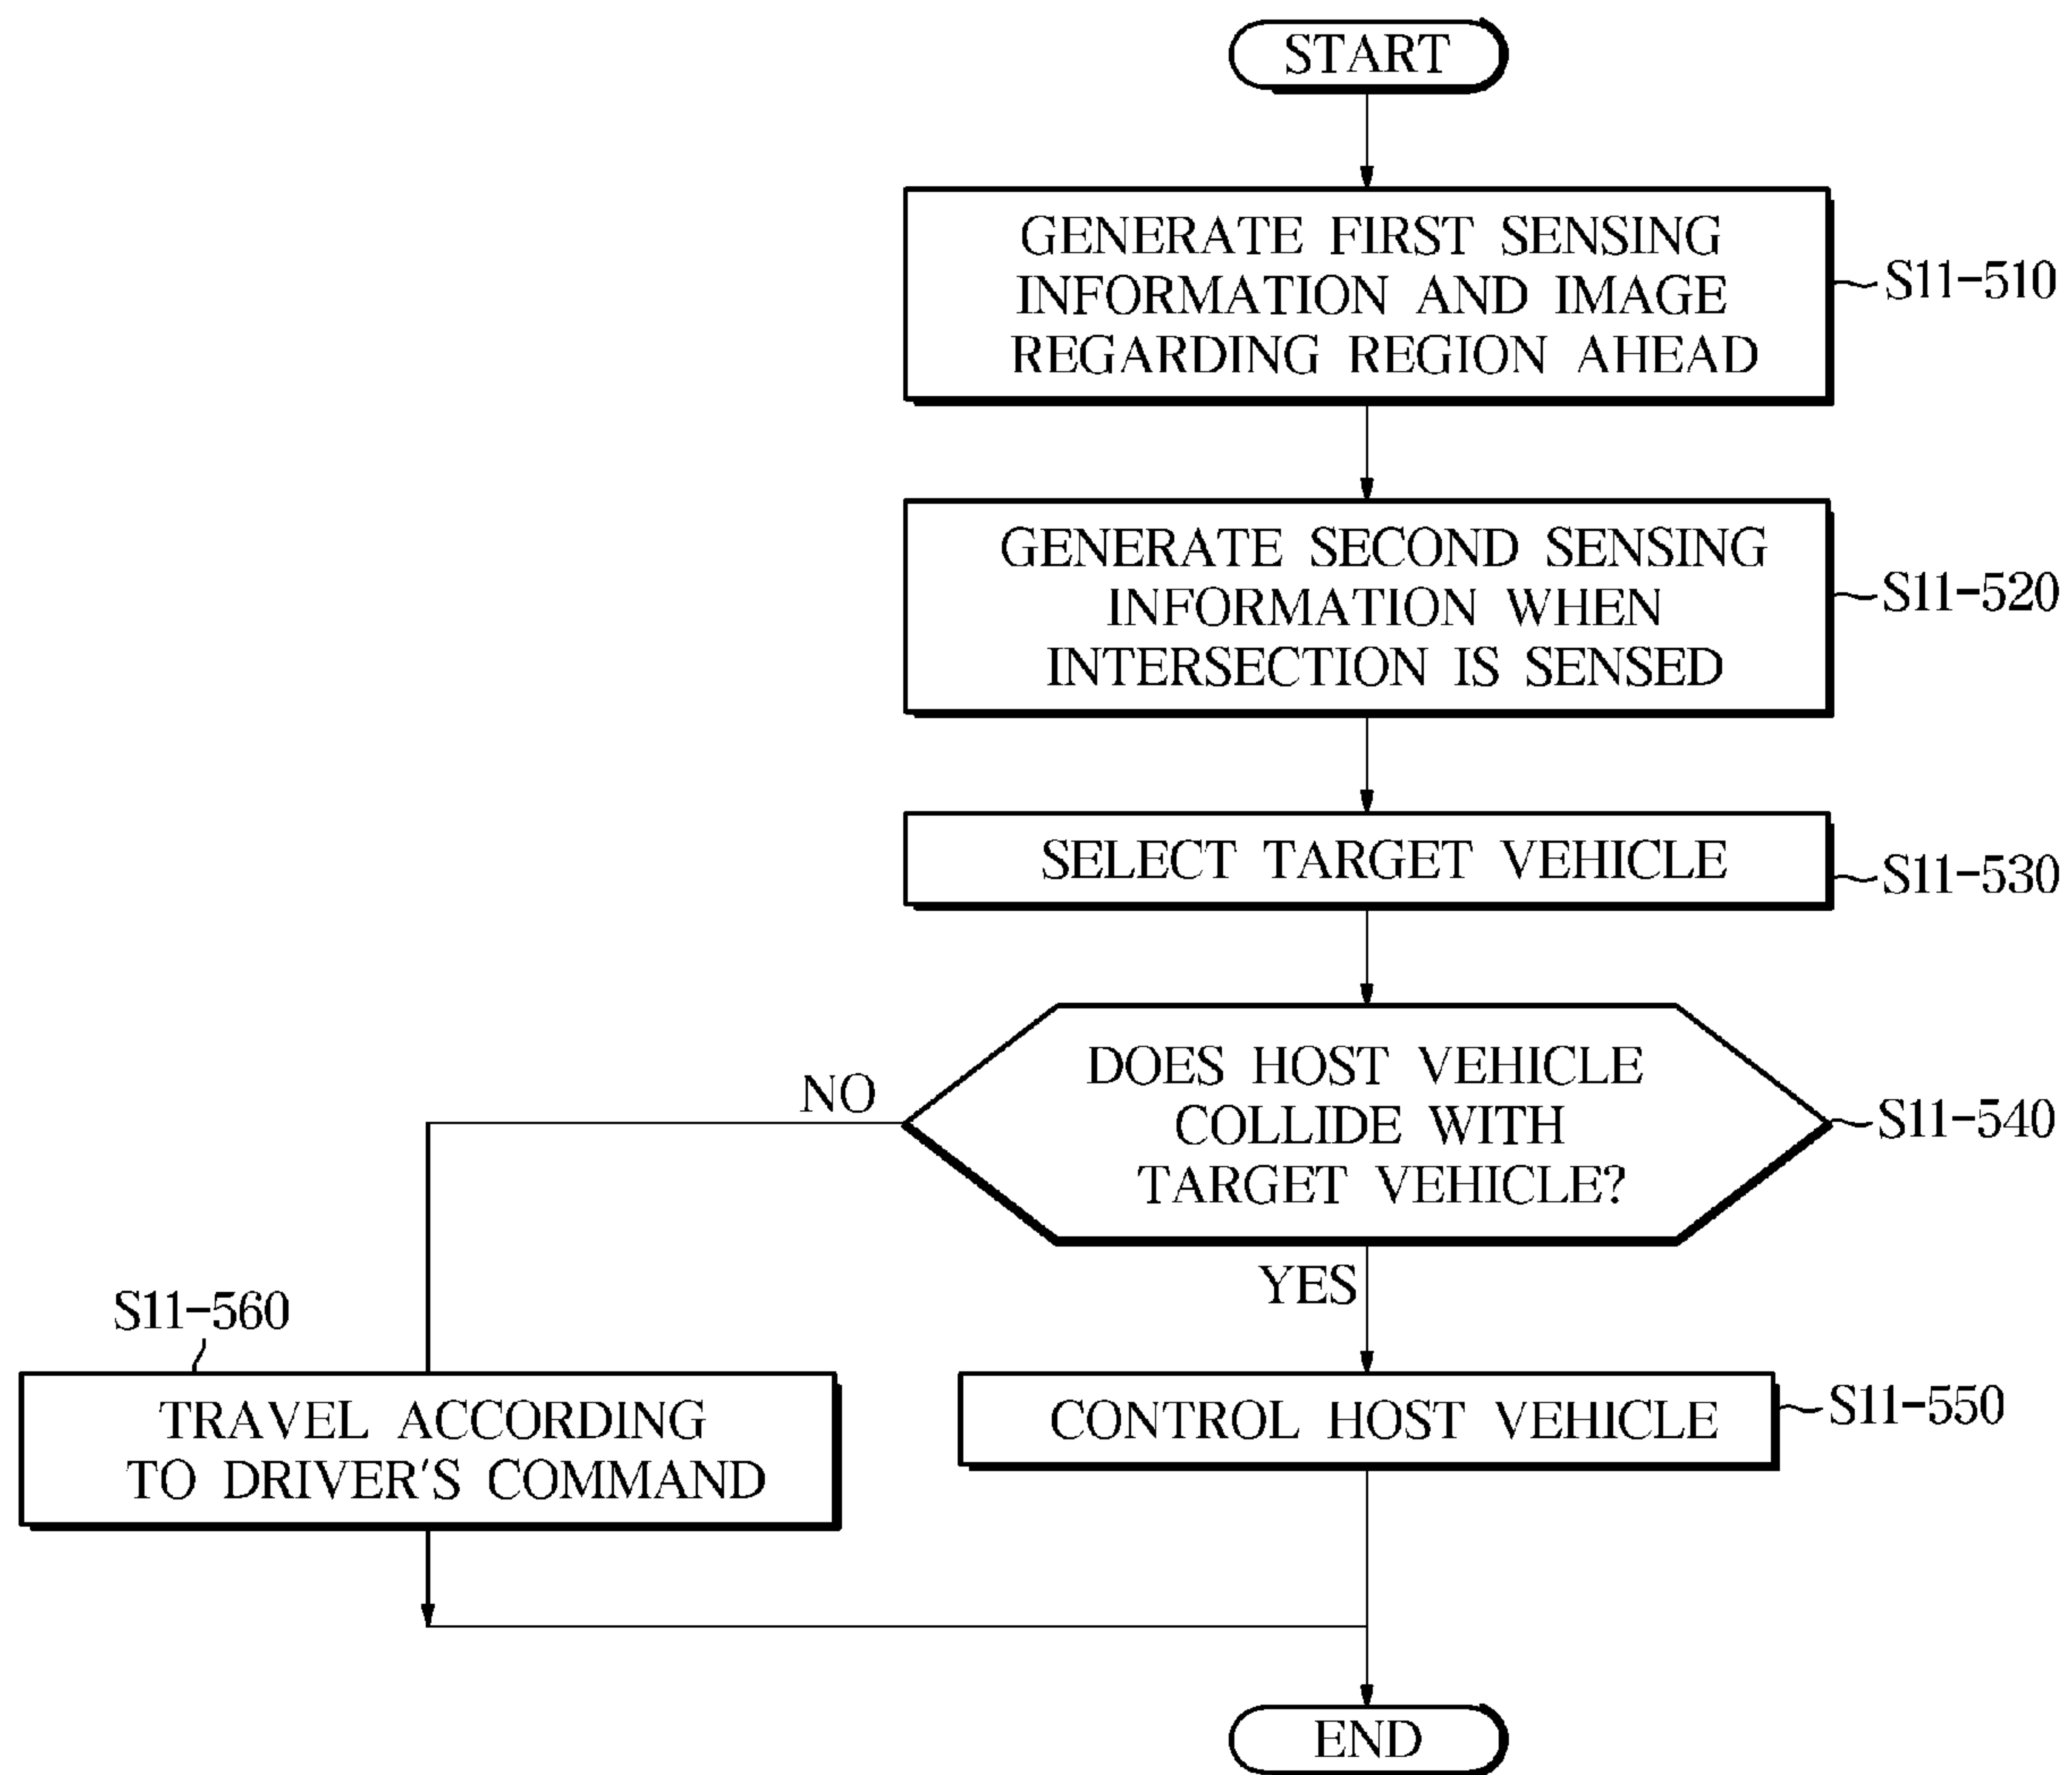 START
GENERATE FIRST SENSING
INFORMATION AND IMAGE
REGARDING REGION AHEAD
S11-510
GENERATE SECOND SENSING
INFORMATION WHEN
INTERSECTION IS SENSED
S11-520
SELECT TARGET VEHICLE
S11-530
DOES HOST VEHICLE
COLLIDE WITH
TARGET VEHICLE?
S11-540
NO
YES
S11-560
TRAVEL ACCORDING
TO DRIVER'S COMMAND
CONTROL HOST VEHICLE
S11-550
END